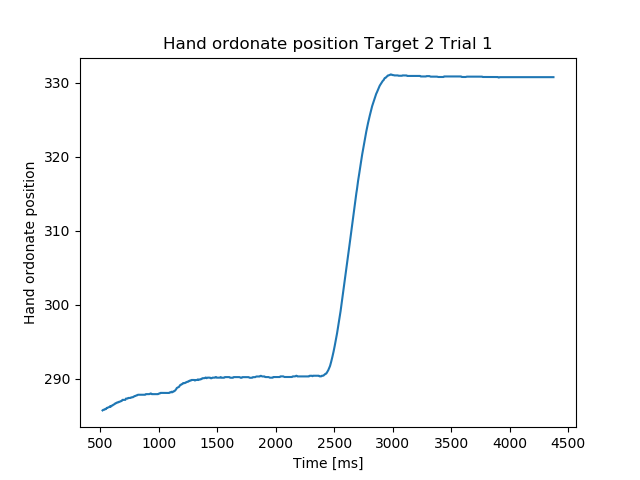 Hand ordonate position Target 2 Trial 1
Hand ordonate position
330
320
310
300
290
500 1000 1500 2000 2500 3000 3500 4000 4500
Time [ms]